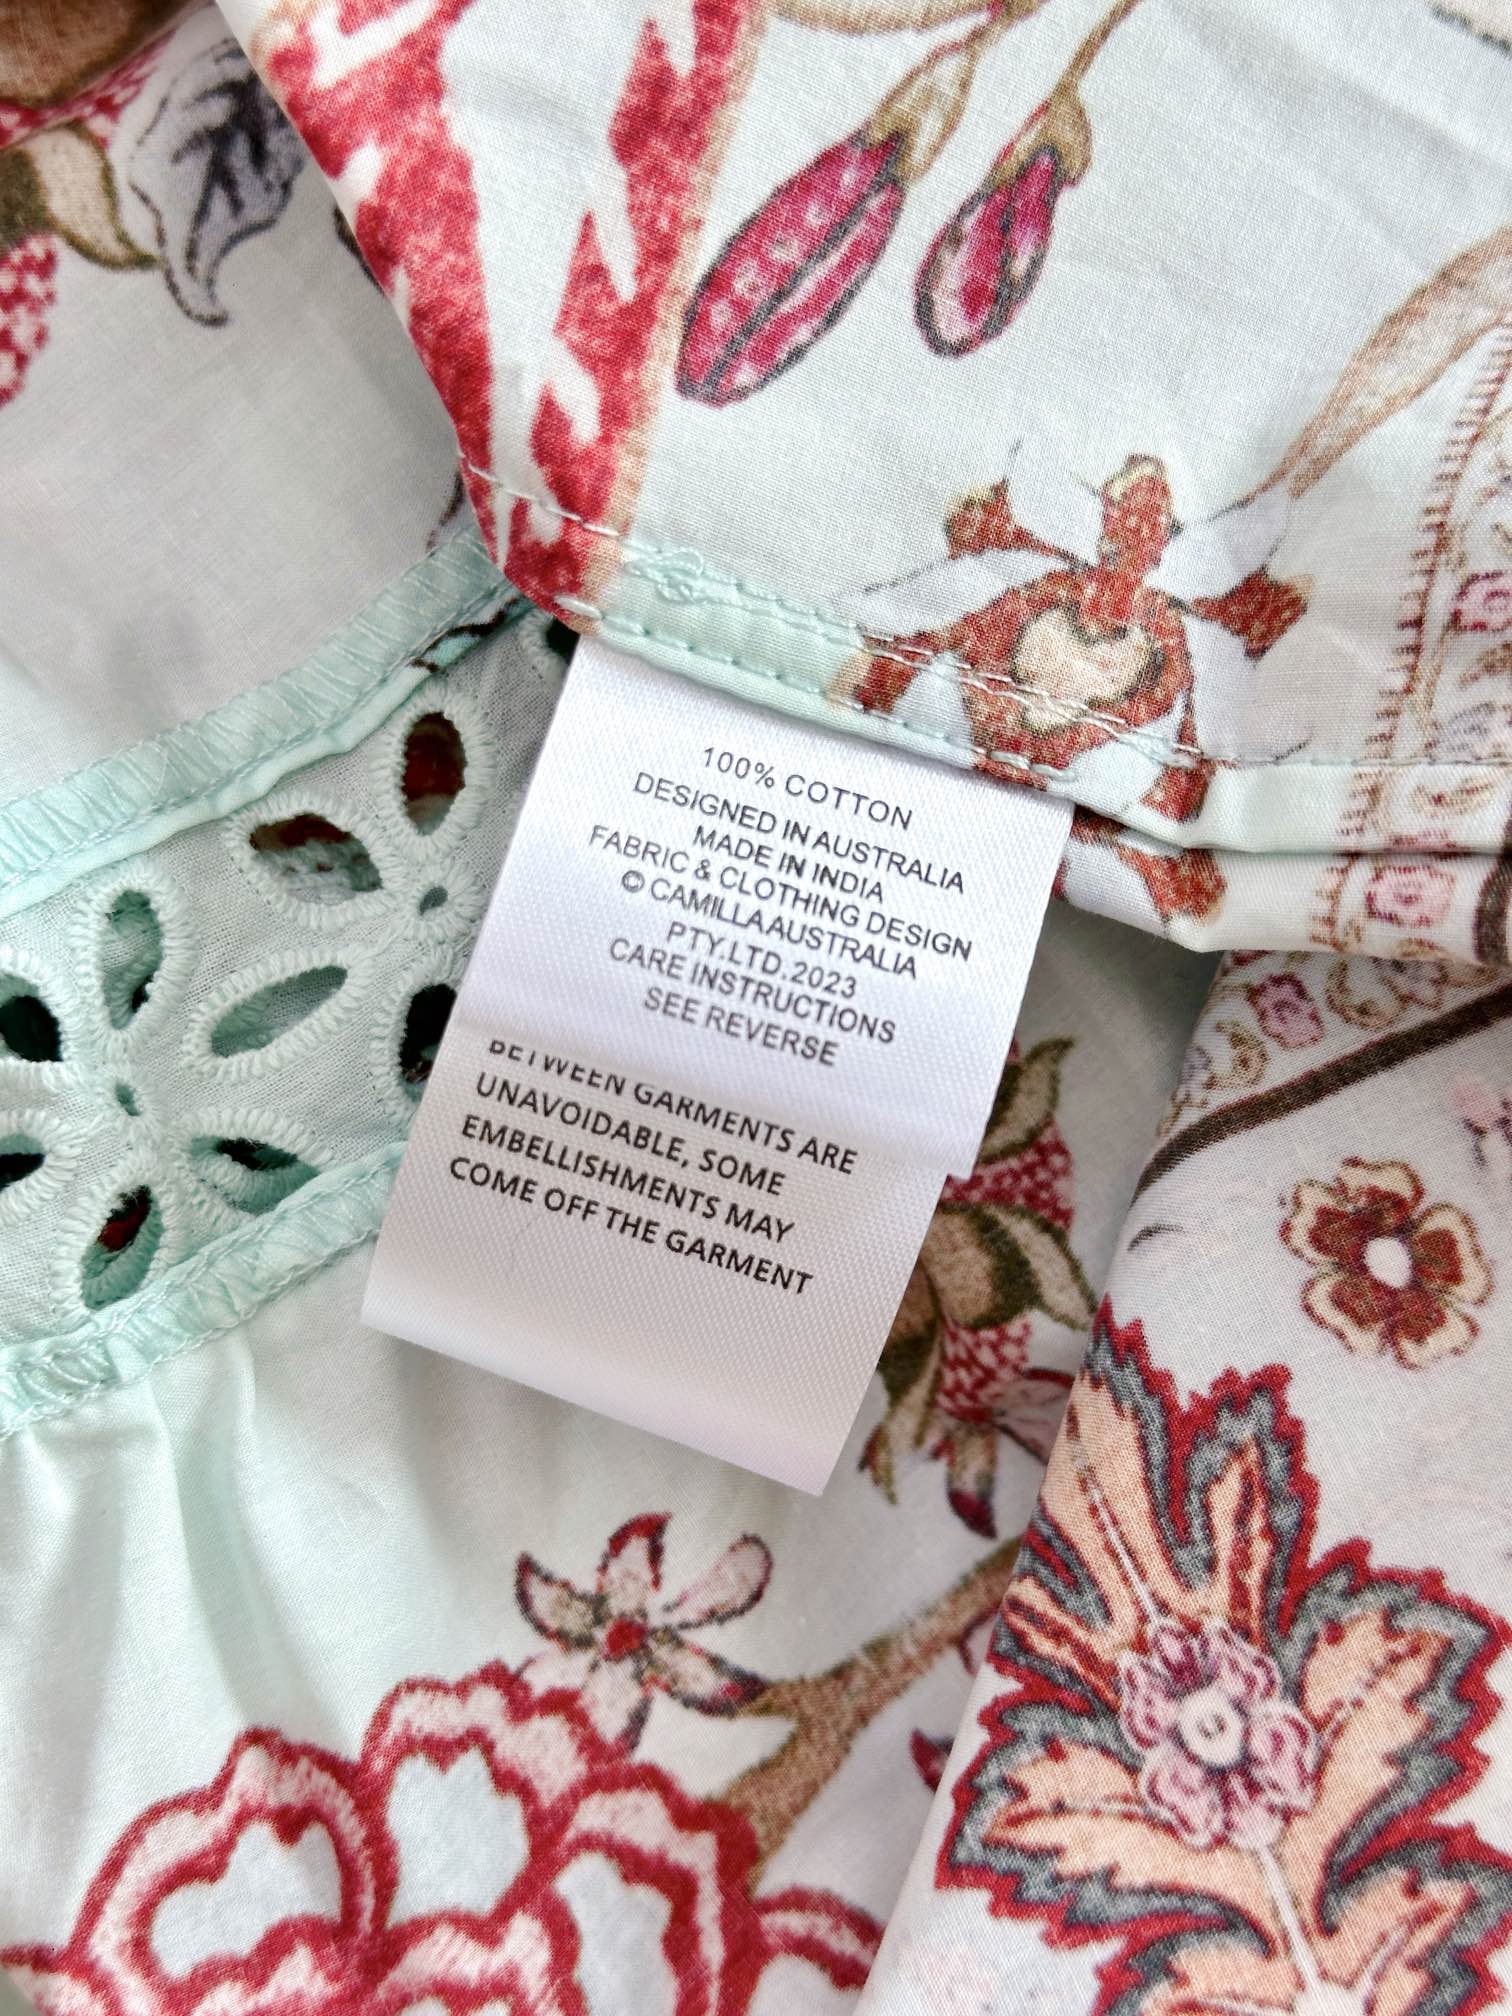 100% COTTON
DESIGNED IN AUSTRALIA
MADE IN INDIA
FABRIC & CLOTHING DESIGN
© CAMILLA AUSTRALIA
PTY.LTD.2023
CARE INSTRUCTIONS
SEE REVERSE
BETWEEN GARMENTS ARE
UNAVOIDABLE, SOME
EMBELLISHMENTS MAY
COME OFF THE GARMENT